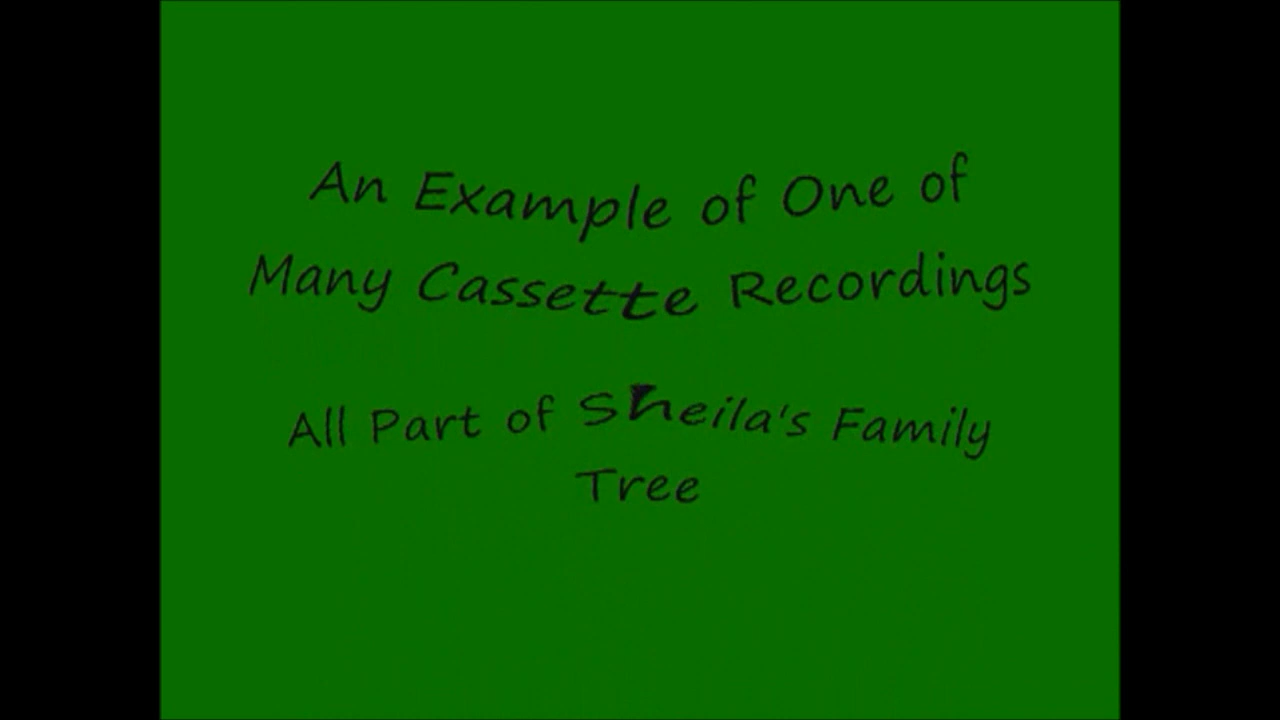 An Example of One of
Many Cassette Recordings
All Part of Sheila's Family
Tree